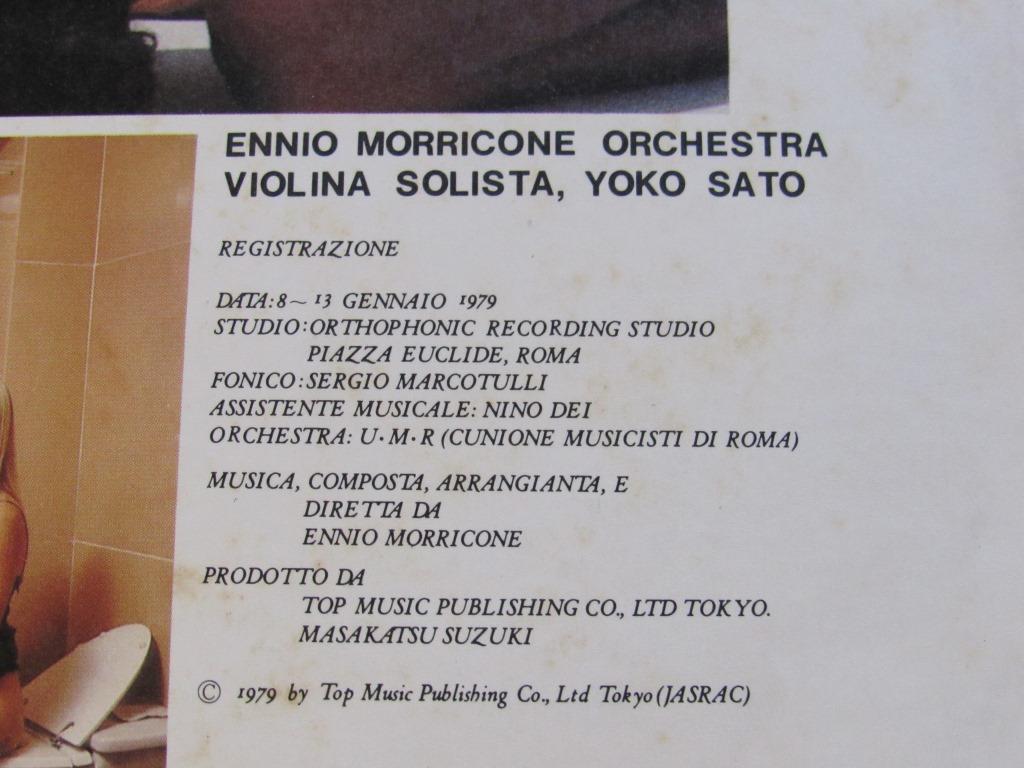 ENNIO MORRICONE ORCHESTRA
VIOLINA SOLISTA, YOKO SATO
REGISTRAZIONE
DATA:8~13 GENNAIO 1979
STUDIO:ORTHOPHONIC RECORDING STUDIO
PIAZZA EUCLIDE, ROMA
FONICO:SERGIO MARCOTULLI
ASSISTENTE MUSICALE: NINO DEI
ORCHESTRA: U·M·R (CUNIONE MUSICISTI DI ROMA)
MUSICA, COMPOSTA, ARRANGIANTA, E
DIRETTA DA
ENNIO MORRICONE
PRODOTTO DA
TOP MUSIC PUBLISHING CO., LTD TOKYO.
MASAKATSU SUZUKI
© 1979 by Top Music Publishing Co., Ltd Tokyo (JASRAC)